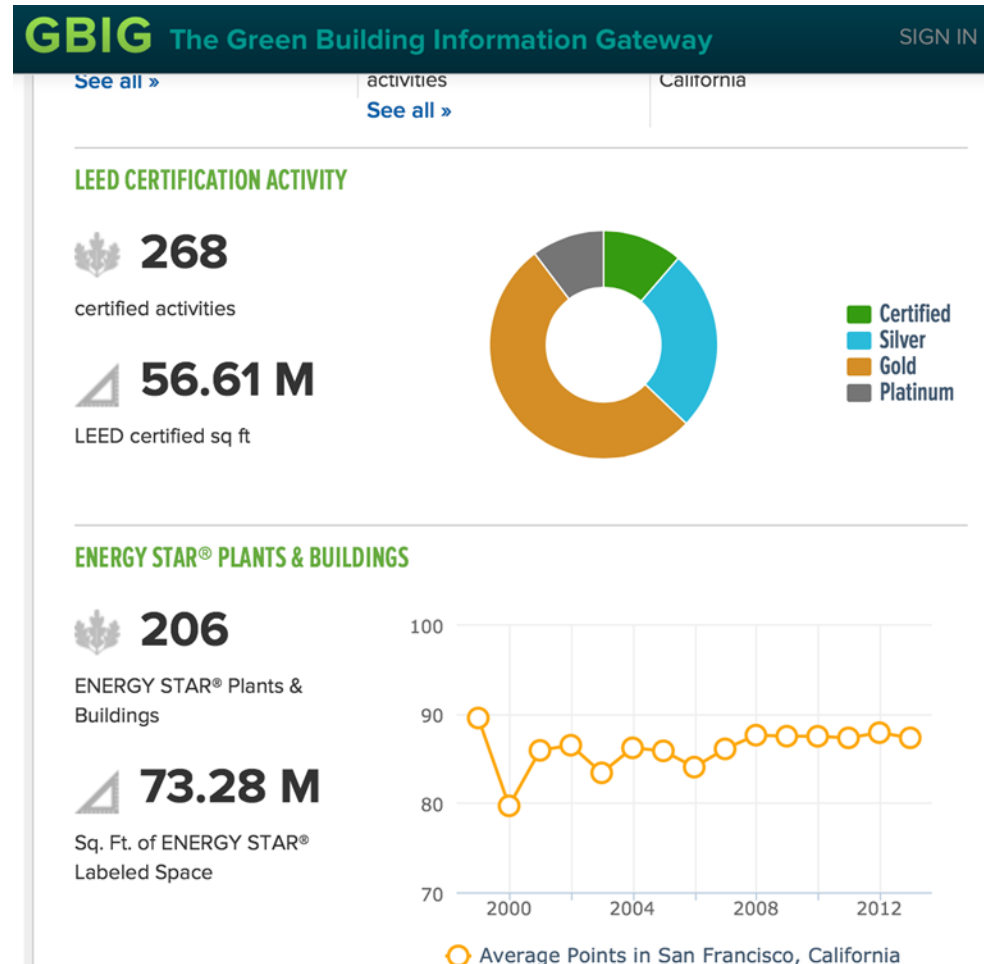 GBIG The Green Building Information Gateway SIGN IN
See all »
activities
See all »
California
LEED CERTIFICATION ACTIVITY
268
certified activities
56.61 M
LEED certified sq ft
Certified
Silver
Gold
Platinum
ENERGY STAR® PLANTS & BUILDINGS
206
ENERGY STAR® Plants &
Buildings
73.28 M
Sq. Ft. of ENERGY STAR®
Labeled Space
100
90
80
70
2000 2004 2008 2012
Average Points in San Francisco, California